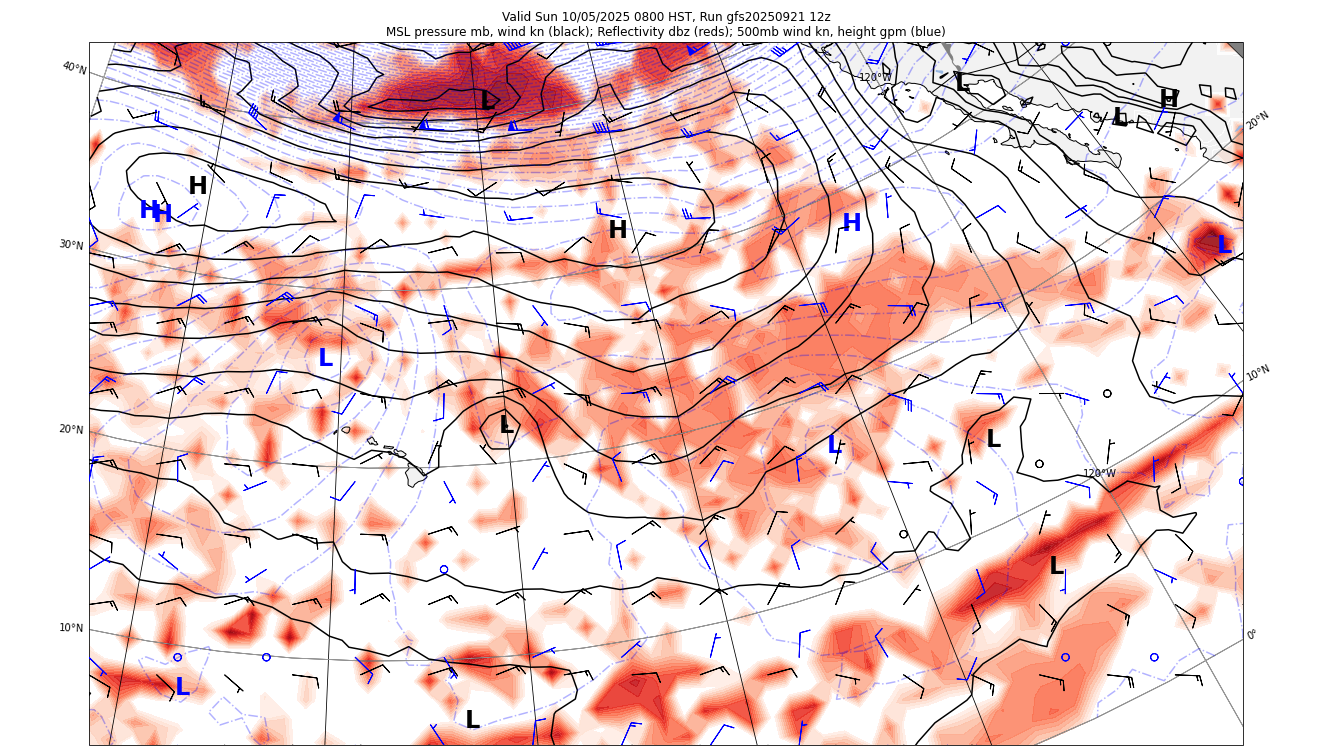 Valid Sun 10/05/2025 0800 HST, Run gfs20250921 12z
MSL pressure mb, wind kn (black); Reflectivity dbz (reds); 500mb wind kn, height gpm (blue)
40°N
120°W
L
H
L
L
20°N
H
H
H
H
H
30°N
L
L
10°N
L
L
L
20°N
L
120°W
L
10°N
0°
L
L